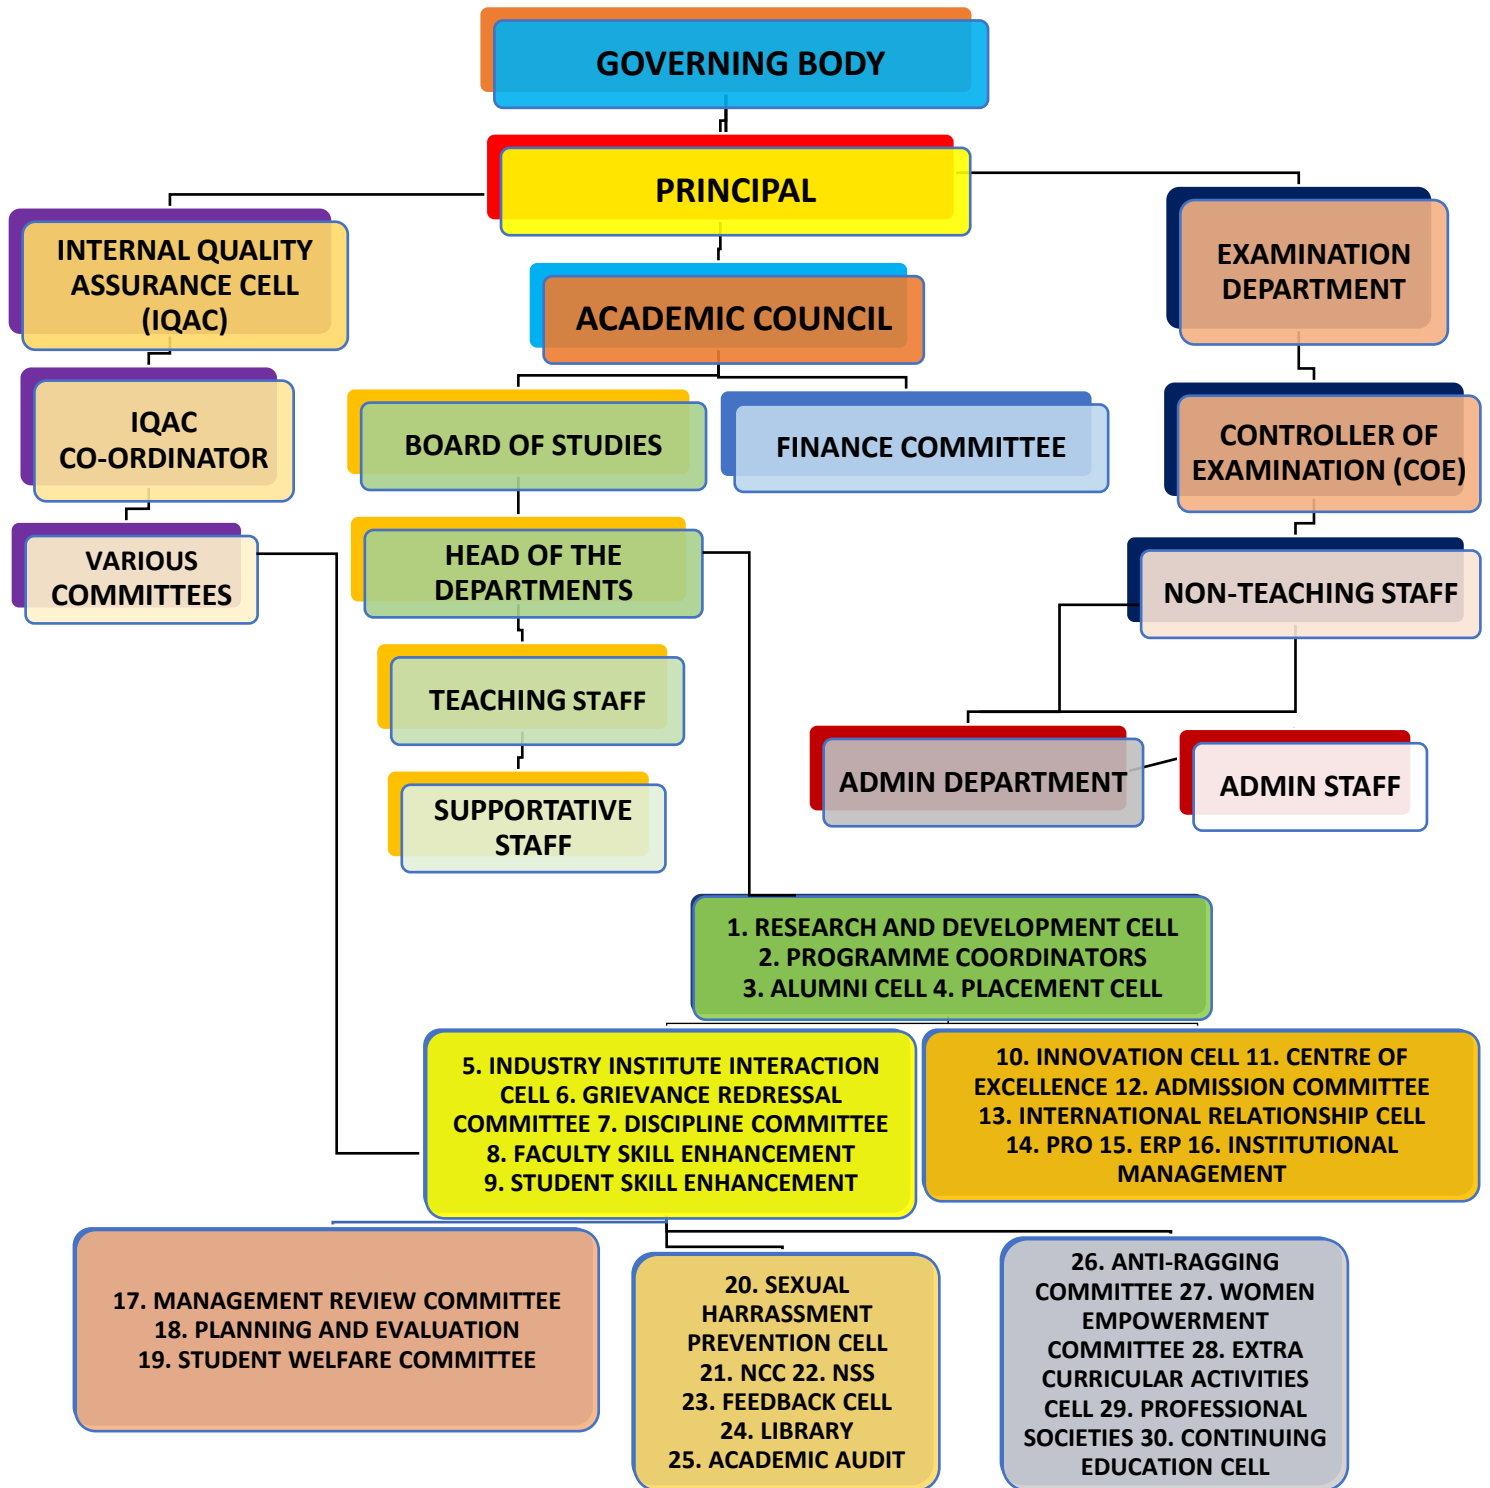 GOVERNING BODY
PRINCIPAL
INTERNAL QUALITY
ASSURANCE CELL
(IQAC)
EXAMINATION
DEPARTMENT
ACADEMIC COUNCIL
IQAC
CO-ORDINATOR
BOARD OF STUDIES
FINANCE COMMITTEE
CONTROLLER OF
EXAMINATION (COE)
VARIOUS
COMMITTEES
HEAD OF THE
DEPARTMENTS
NON-TEACHING STAFF
TEACHING STAFF
SUPPORTATIVE
STAFF
ADMIN DEPARTMENT
ADMIN STAFF
1. RESEARCH AND DEVELOPMENT CELL
2. PROGRAMME COORDINATORS
3. ALUMNI CELL 4. PLACEMENT CELL
5. INDUSTRY INSTITUTE INTERACTION
CELL 6. GRIEVANCE REDRESSAL
COMMITTEE 7. DISCIPLINE COMMITTEE
8. FACULTY SKILL ENHANCEMENT
9. STUDENT SKILL ENHANCEMENT
10. INNOVATION CELL 11. CENTRE OF
EXCELLENCE 12. ADMISSION COMMITTEE
13. INTERNATIONAL RELATIONSHIP CELL
14. PRO 15. ERP 16. INSTITUTIONAL
MANAGEMENT
17. MANAGEMENT REVIEW COMMITTEE
18. PLANNING AND EVALUATION
19. STUDENT WELFARE COMMITTEE
20. SEXUAL
HARRASSMENT
PREVENTION CELL
21. NCC 22. NSS
23. FEEDBACK CELL
24. LIBRARY
25. ACADEMIC AUDIT
26. ANTI-RAGGING
COMMITTEE 27. WOMEN
EMPOWERMENT
COMMITTEE 28. EXTRA
CURRICULAR ACTIVITIES
CELL 29. PROFESSIONAL
SOCIETIES 30. CONTINUING
EDUCATION CELL